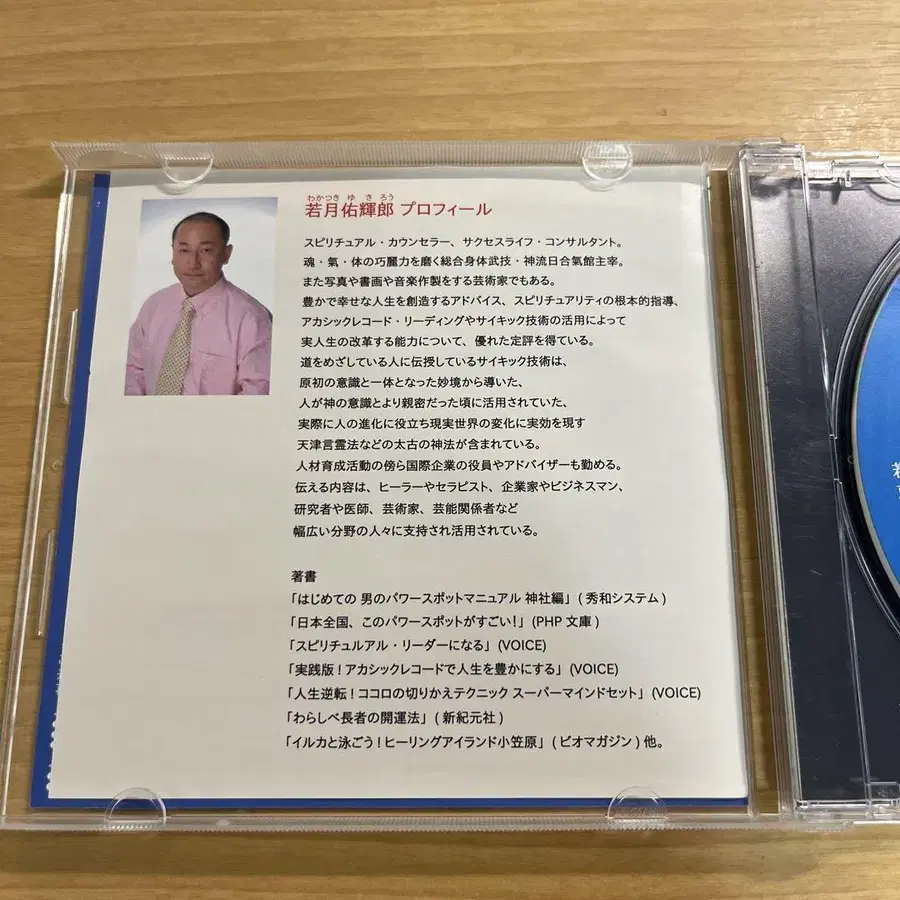 わかつき ゆ き ろう
若月佑輝郎 プロフィール
スピリチュアル・カウンセラー、サクセスライフ・コンサルタント。
魂・氣・体の巧麗力を磨く総合身体武技・神流日合氣館主宰。
また写真や書画や音楽作製をする芸術家でもある。
豊かで幸せな人生を創造するアドバイス、スピリチュアリティの根本的指導、
アカシックレコード・リーディングやサイキック技術の活用によって
実人生の改革する能力について、優れた定評を得ている。
道をめざしている人に伝授しているサイキック技術は、
原初の意識と一体となった妙境から導いた、
人が神の意識とより親密だった頃に活用されていた、
実際に人の進化に役立ち現実世界の変化に実効を現す
天津言霊法などの太古の神法が含まれている。
人材育成活動の傍ら国際企業の役員やアドバイザーも勤める。
伝える内容は、ヒーラーやセラピスト、企業家やビジネスマン、
研究者や医師、芸術家、芸能関係者など
幅広い分野の人々に支持され活用されている。
著書
「はじめての 男のパワースポットマニュアル 神社編」( 秀和システム )
「日本全国、このパワースポットがすごい!」(PHP 文庫 )
「スピリチュルアル・リーダーになる」(VOICE)
「実践版!アカシックレコードで人生を豊かにする」(VOICE)
「人生逆転!ココロの切りかえテクニック スーパーマインドセット」(VOICE)
「わらしべ長者の開運法」( 新紀元社 )
「イルカと泳ごう!ヒーリングアイランド小笠原」( ビオマガジン ) 他。